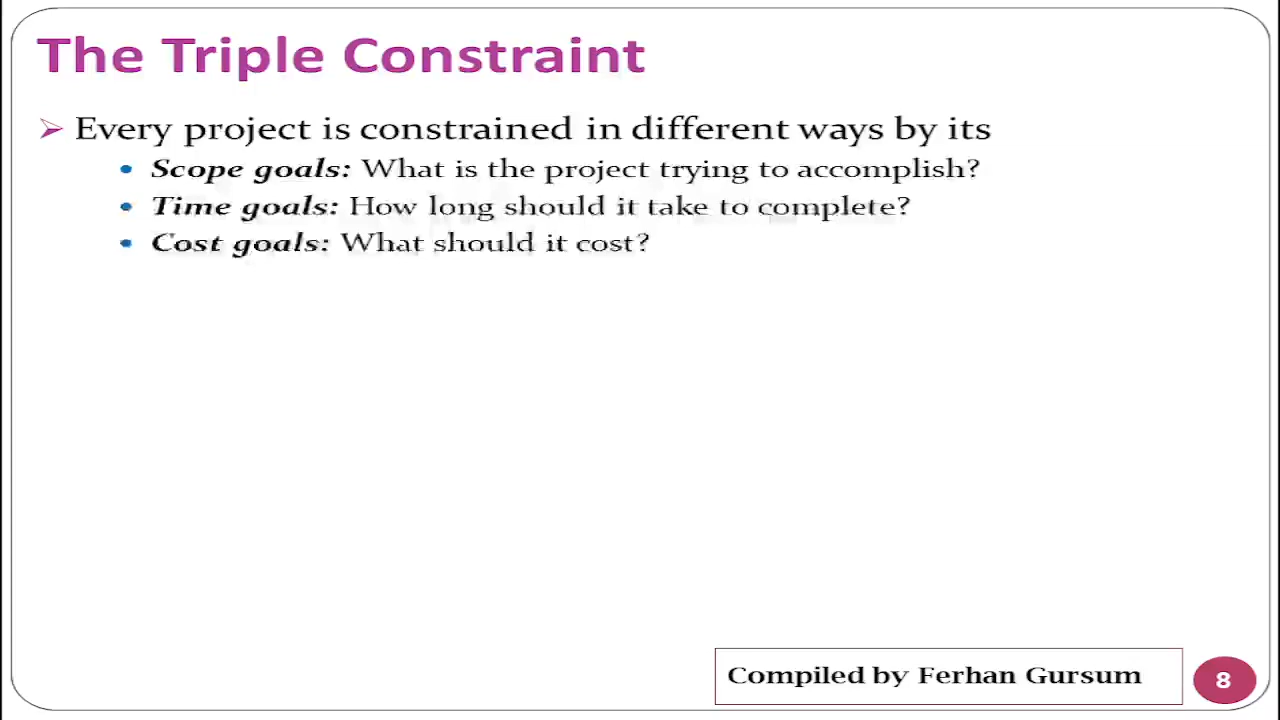 The Triple Constraint
Every project is constrained in different ways by its
Scope goals: What is the project trying to accomplish?
Time goals: How long should it take to complete?
Cost goals: What should it cost?
Compiled by Ferhan Gursum
8